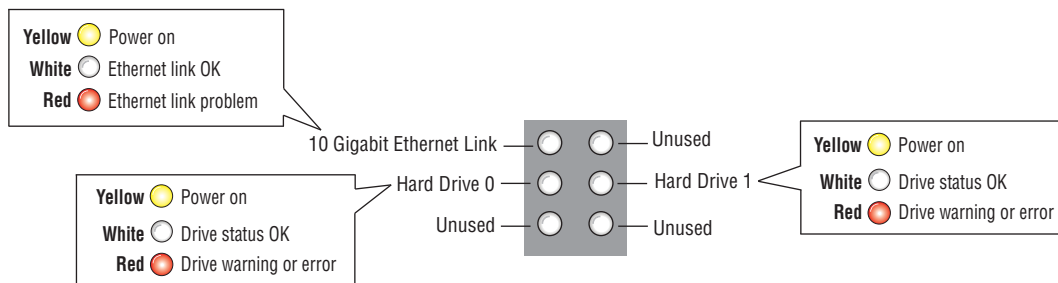 Yellow Power on
White Ethernet link OK
Red Ethernet link problem
10 Gigabit Ethernet Link
Unused
Hard Drive 0
Hard Drive 1
Unused
Unused
Yellow Power on
White Drive status OK
Red Drive warning or error
Yellow Power on
White Drive status OK
Red Drive warning or error